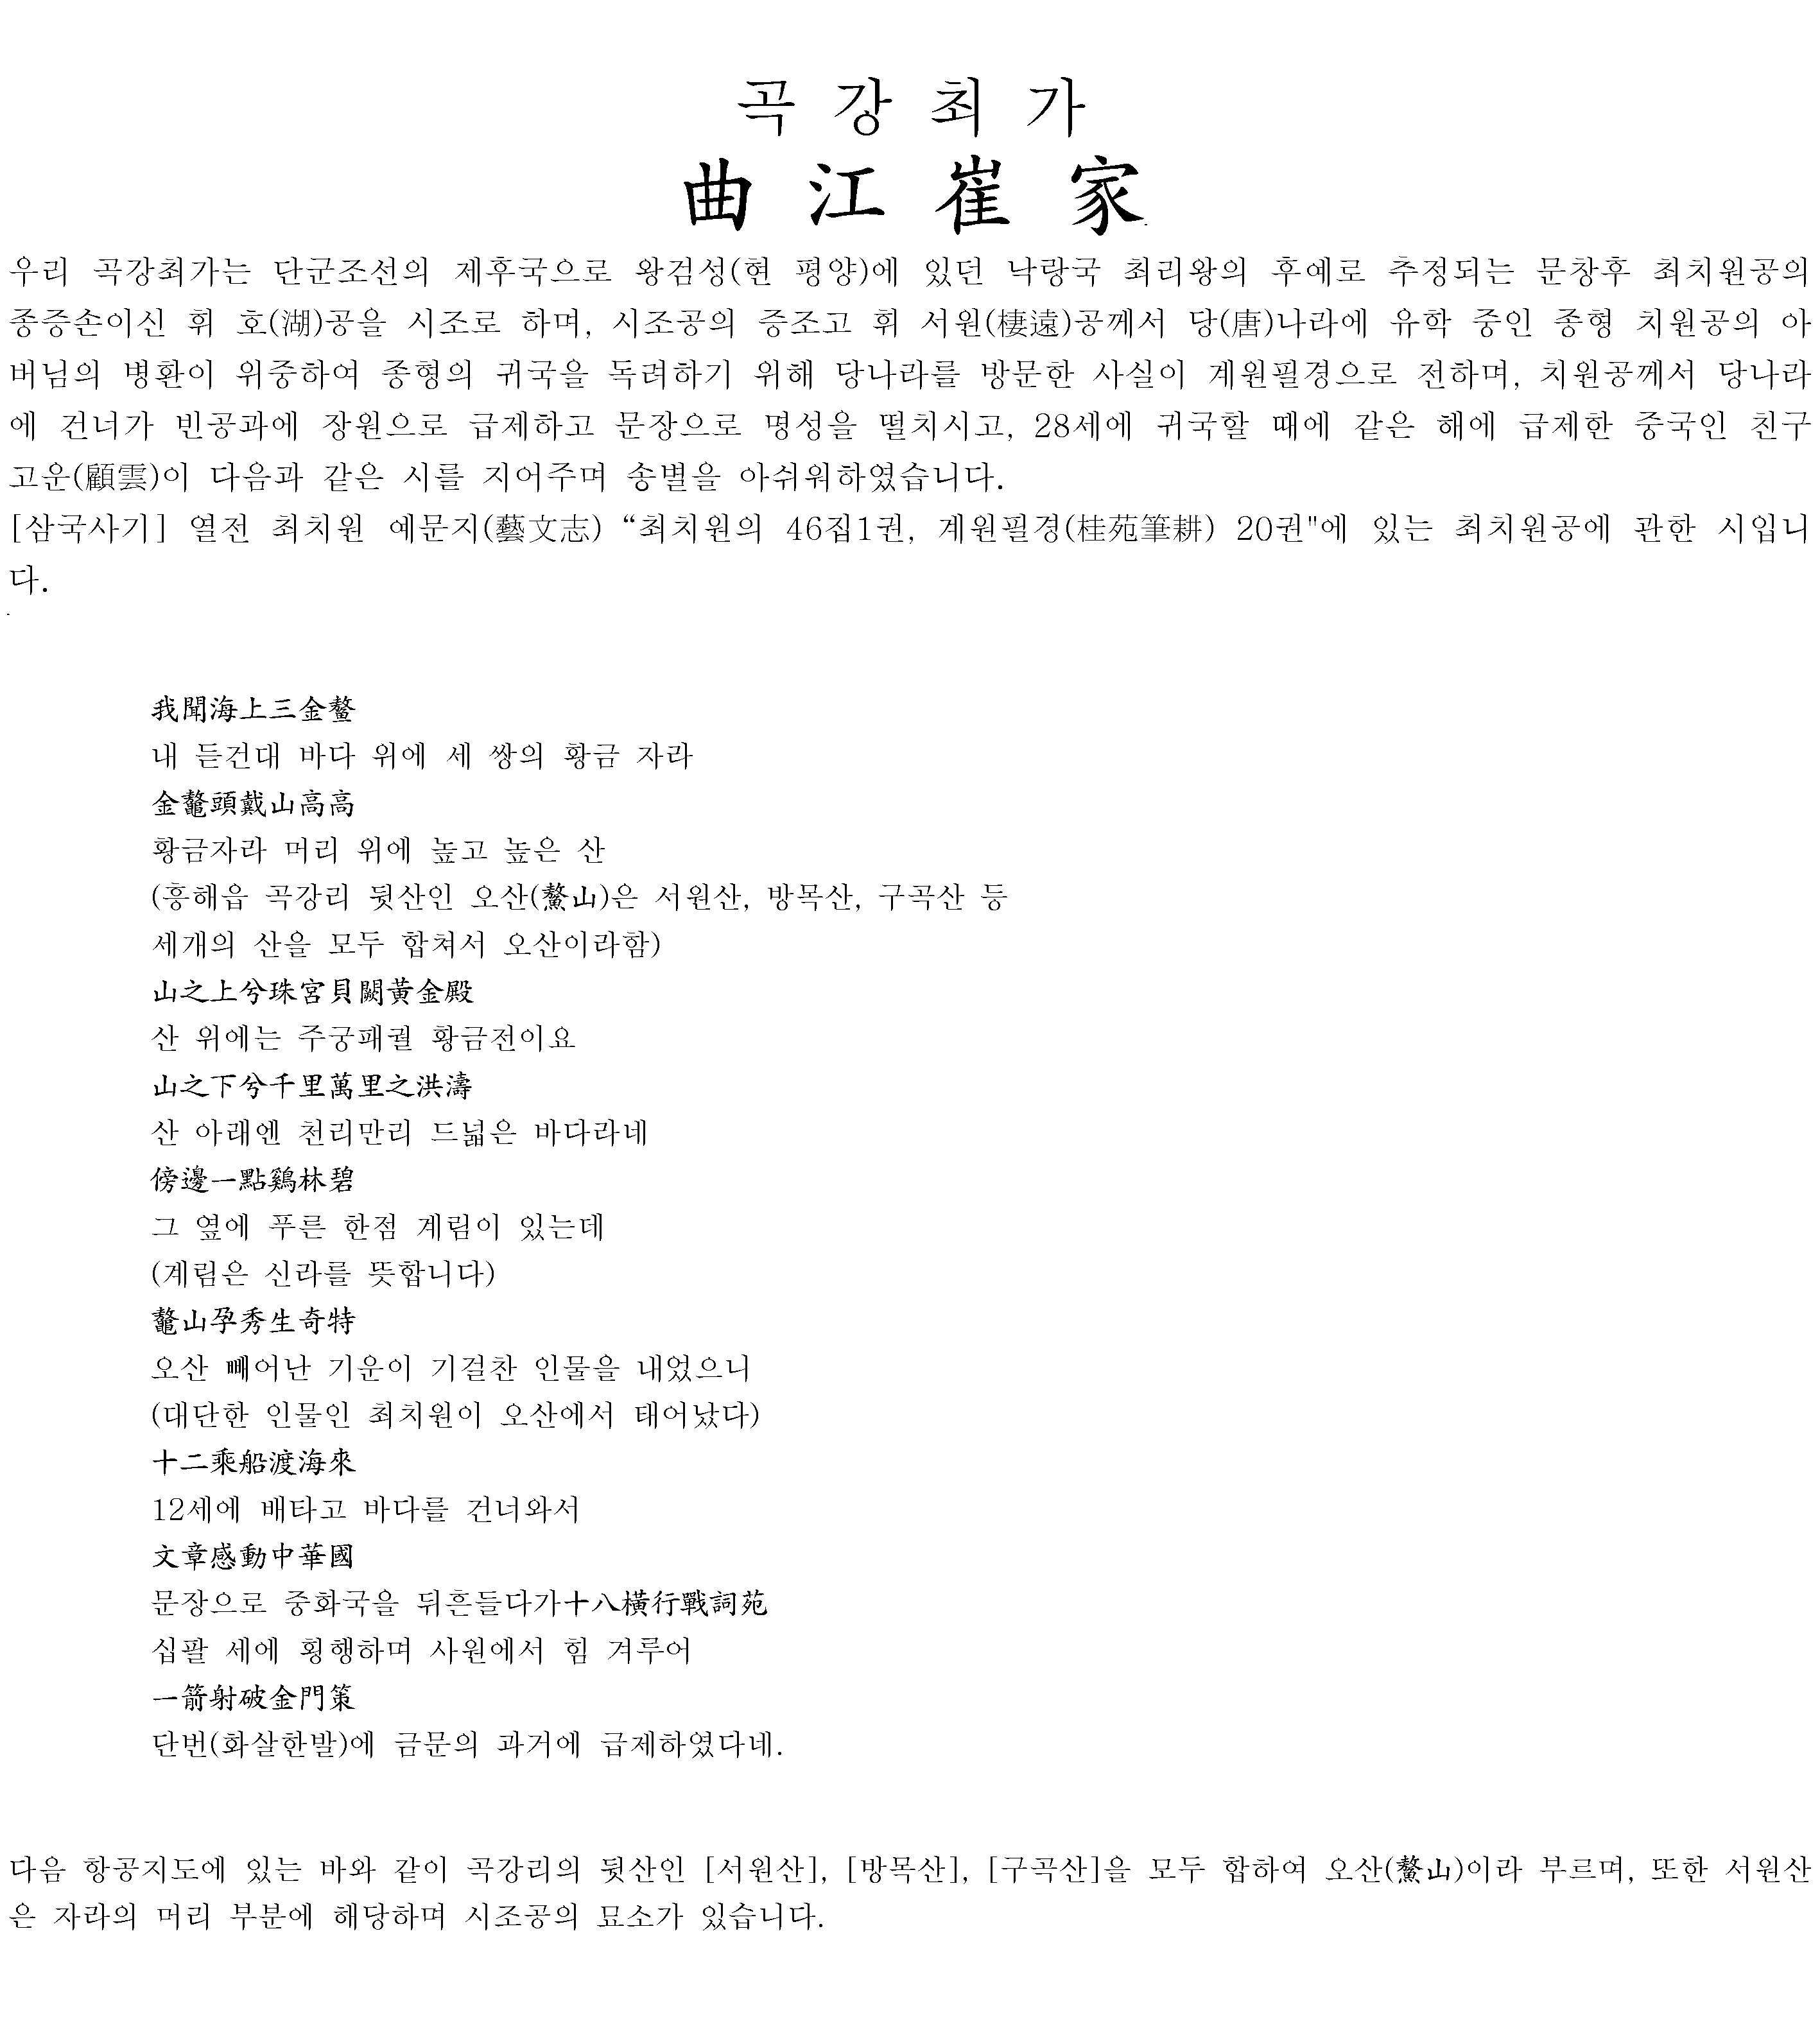 곡 강 최 가
曲 江 崔 家
우리 곡강최가는 단군조선의 제후국으로 왕검성(현 평양)에 있던 낙랑국 최리왕의 후예로 추정되는 문창후 최치원공의
종증손이신 휘 호(湖)공을 시조로 하며, 시조공의 증조고 휘 서원(棲遠)공께서 당(唐)나라에 유학 중인 종형 치원공의 아
버님의 병환이 위중하여 종형의 귀국을 독려하기 위해 당나라를 방문한 사실이 계원필경으로 전하며, 치원공께서 당나라
에 건너가 빈공과에 장원으로 급제하고 문장으로 명성을 떨치시고, 28세에 귀국할 때에 같은 해에 급제한 중국인 친구
고운(顧雲)이 다음과 같은 시를 지어주며 송별을 아쉬워하였습니다.
[삼국사기] 열전 최치원 예문지(藝文志) “최치원의 46집1권, 계원필경(桂苑筆耕) 20권"에 있는 최치원공에 관한 시입니
다.
我聞海上三金鳌
내 듣건대 바다 위에 세 쌍의 황금 자라
金鼇頭戴山高高
황금자라 머리 위에 높고 높은 산
(흥해읍 곡강리 뒷산인 오산(鰲山)은 서원산, 방목산, 구곡산 등
세개의 산을 모두 합쳐서 오산이라함)
山之上兮珠宮貝闕黃金殿
산 위에는 주궁패궐 황금전이요
山之下兮千里萬里之洪濤
산 아래엔 천리만리 드넓은 바다라네
傍邊一點鷄林碧
그 옆에 푸른 한점 계림이 있는데
(계림은 신라를 뜻합니다)
鼇山孕秀生奇特
오산 빼어난 기운이 기걸찬 인물을 내었으니
(대단한 인물인 최치원이 오산에서 태어났다)
十二乘船渡海來
12세에 배타고 바다를 건너와서
文章感動中華國
문장으로 중화국을 뒤흔들다가十八橫行戰詞苑
십팔 세에 횡행하며 사원에서 힘 겨루어
一箭射破金門策
단번(화살한발)에 금문의 과거에 급제하였다네.
다음 항공지도에 있는 바와 같이 곡강리의 뒷산인 [서원산], [방목산], [구곡산]을 모두 합하여 오산(鰲山)이라 부르며, 또한 서원산
은 자라의 머리 부분에 해당하며 시조공의 묘소가 있습니다.